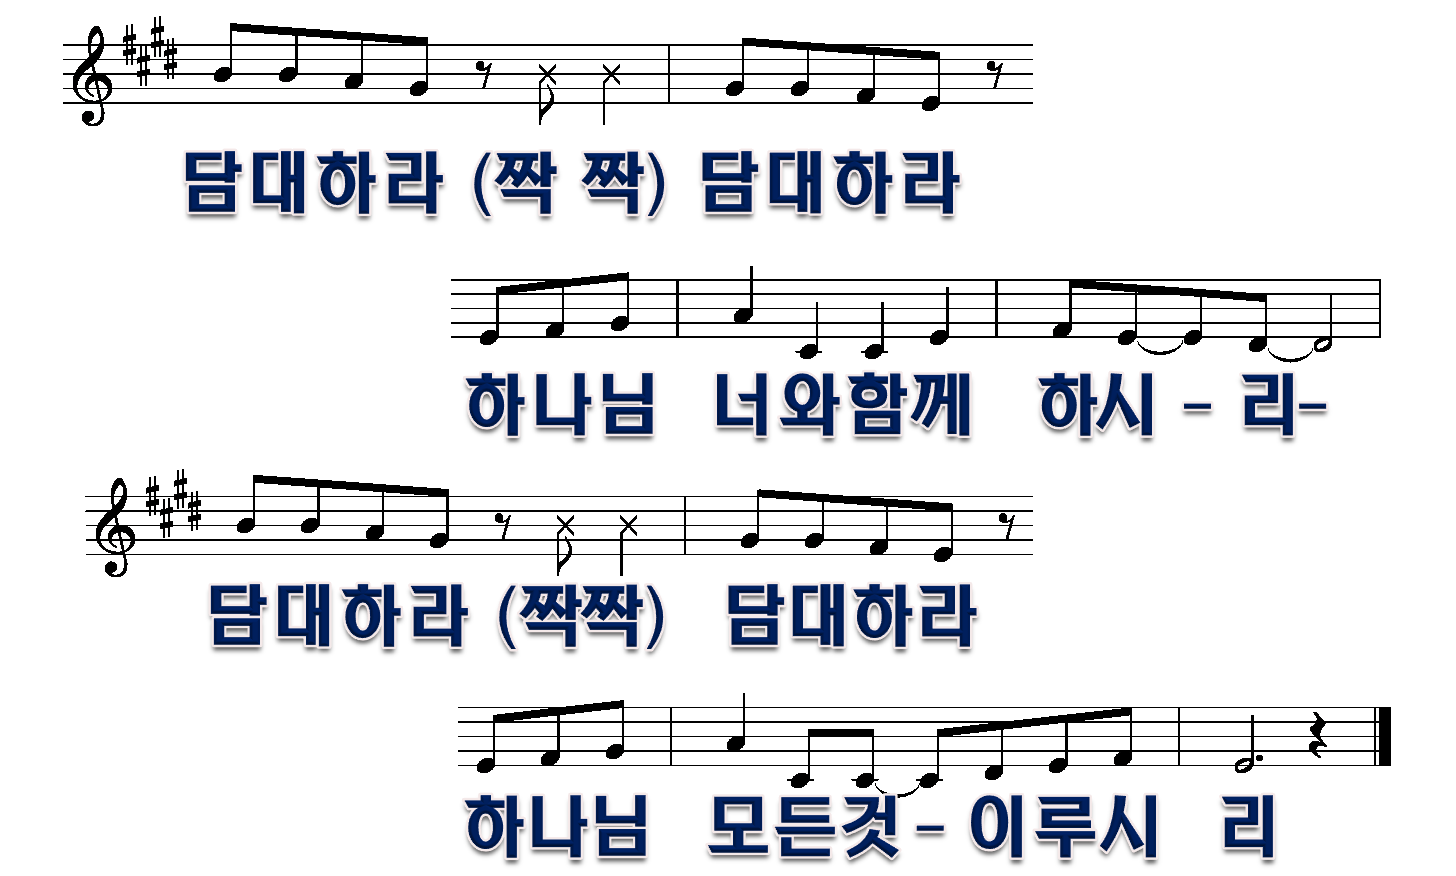 담대하라 (짝 짝) 담대하라
하나님 너와함께 하시 - 리-
담대하라 (짝짝) 담대하라
하나님 모든것 - 이루시 리